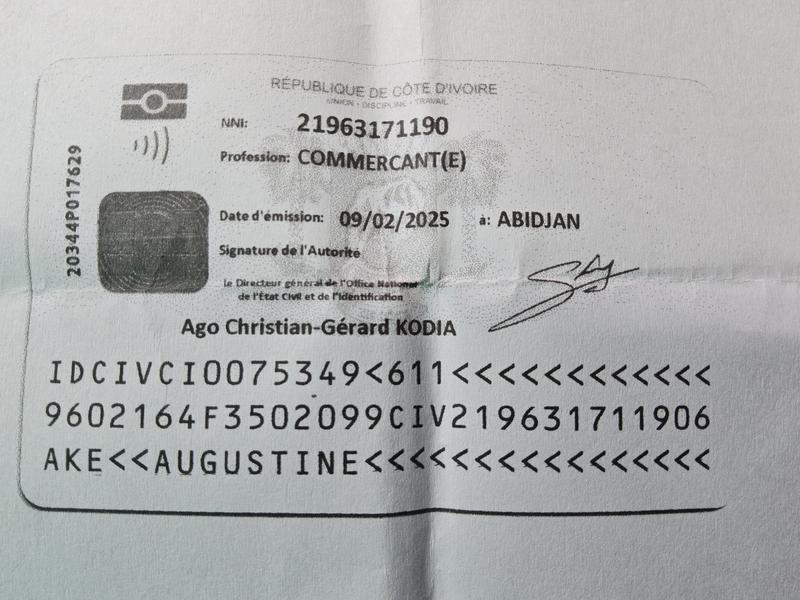 RÉPUBLIQUE DE CÔTE D'IVOIRE
UNION - DISCIPLINE - TRAVAIL
NNI: 21963171190
Profession: COMMERCANT(E)
20344P017629
Date d'émission: 09/02/2025 à: ABIDJAN
Signature de l'Autorité
le Directeur général de l'Office National
de l'État Civil et de l'Identification
Ago Christian-Gérard KODIA
IDCIVCI0075349<611<<<<<<<<<<<<
9602164F3502099CIV219631711906
AKE<<AUGUSTINE<<<<<<<<<<<<<<<<